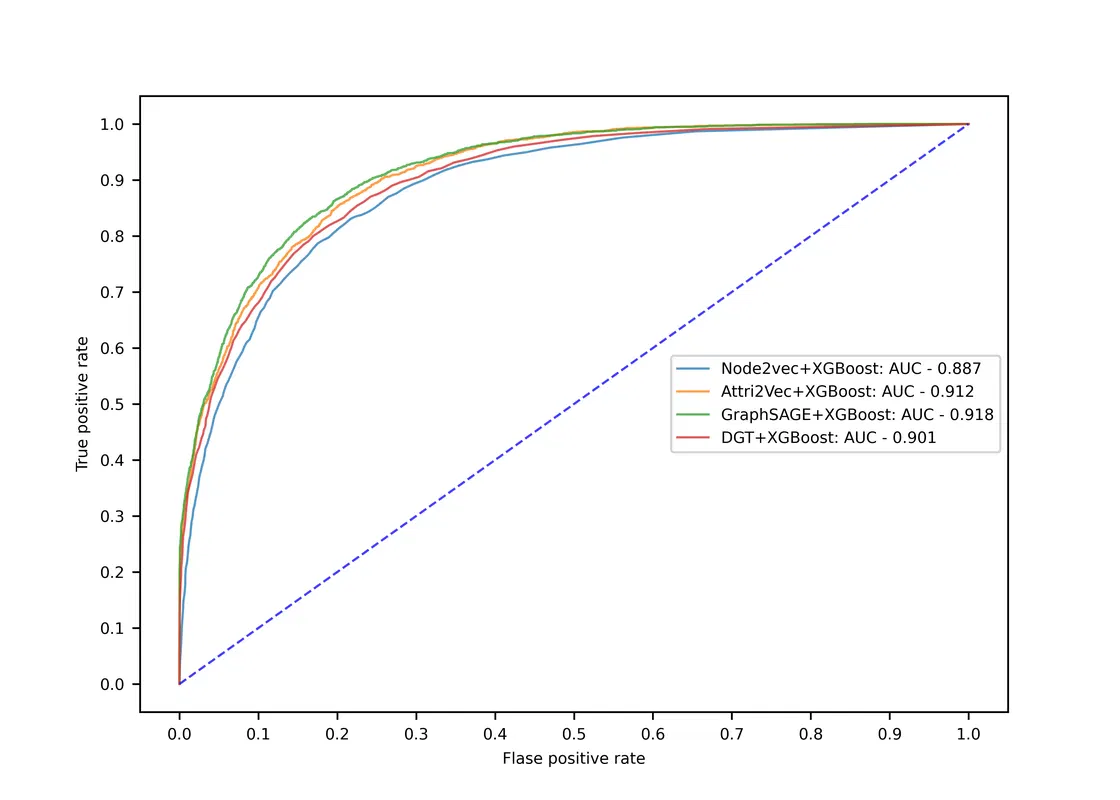 1.0
0.9
0.8
0.7
0.6
0.5
0.4
0.3
0.2
0.1
0.0
True positive rate
Node2vec+XGBoost: AUC - 0.887
Attri2Vec+XGBoost: AUC - 0.912
GraphSAGE+XGBoost: AUC - 0.918
DGT+XGBoost: AUC - 0.901
0.0 0.1 0.2 0.3 0.4 0.5 0.6 0.7 0.8 0.9 1.0
Flase positive rate